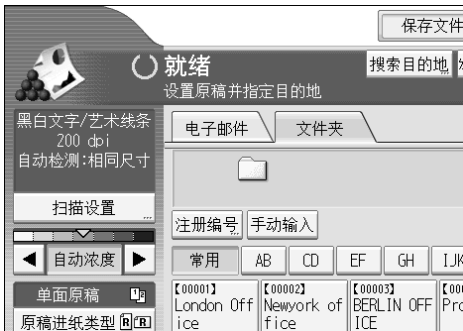 保存文件
就绪
搜索目的地
设置原稿并指定目的地
黑白文字/艺术线条
200 dpi
自动检测:相同尺寸
电子邮件
文件夹
扫描设置
注册编号
手动输入
自动浓度
常用
AB
CD
EF
GH
IJK
单面原稿
原稿进纸类型
【00001】
London Off
ice
【00002】
Newyork of
fice
【00003】
BERLIN OFF
ICE